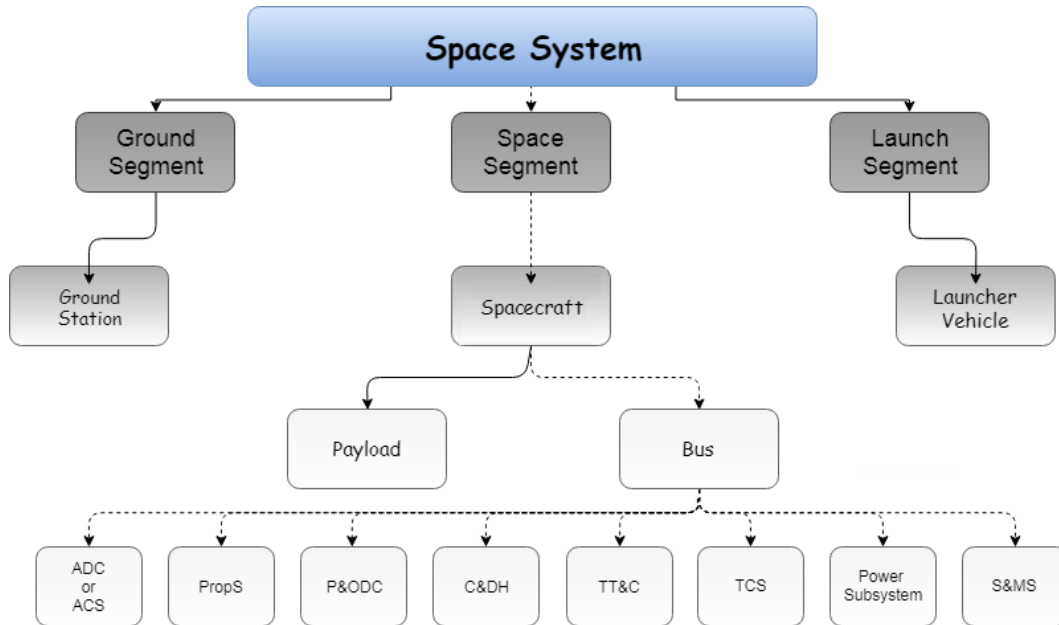 Space System
Ground
Segment
Space
Segment
Launch
Segment
Ground
Station
Spacecraft
Launcher
Vehicle
Payload
Bus
ADC
or
ACS
PropS
P&ODC
C&DH
TT&C
TCS
Power
Subsystem
S&MS